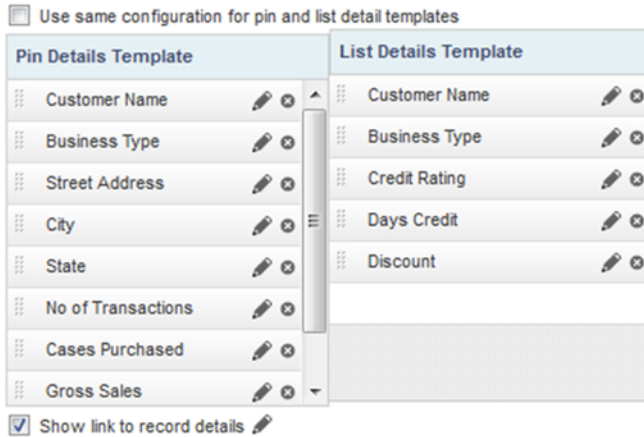 Use same configuration for pin and list detail templates
Pin Details Template
Customer Name
Business Type
Street Address
City
State
No of Transactions
Cases Purchased
Gross Sales
List Details Template
Customer Name
Business Type
Credit Rating
Days Credit
Discount
Show link to record details